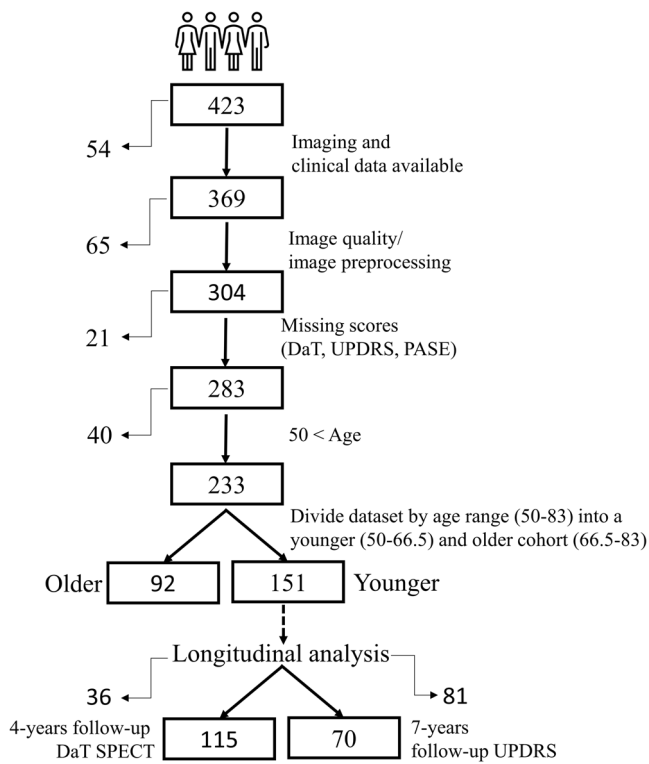 423
54
Imaging and
clinical data available
369
65
Image quality/
image preprocessing
304
21
Missing scores
(DaT, UPDRS, PASE)
283
40
50 < Age
233
Divide dataset by age range (50-83) into a
younger (50-66.5) and older cohort (66.5-83)
Older 92 151 Younger
Longitudinal analysis
36 81
4-years follow-up
DaT SPECT
115 70
7-years
follow-up UPDRS